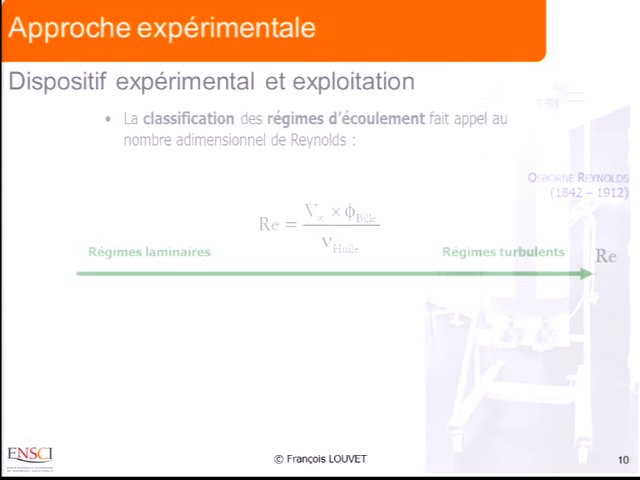 Approche expérimentale
Dispositif expérimental et exploitation
• La classification des régimes d'écoulement fait appel au
nombre adimensionnel de Reynolds :
OSBORNE REYNOLDS
(1842 – 1912)
Re = V∞ × ϕBille / νHuile
Régimes laminaires
Régimes turbulents
Re
ENSCI
© François LOUVET
10